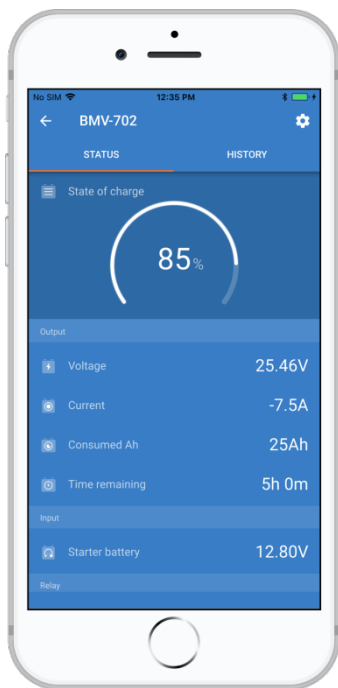 No SIM 12:35 PM
BMV-702
STATUS HISTORY
State of charge
85%
Output
Voltage 25.46V
Current -7.5A
Consumed Ah 25Ah
Time remaining 5h 0m
Input
Starter battery 12.80V
Relay